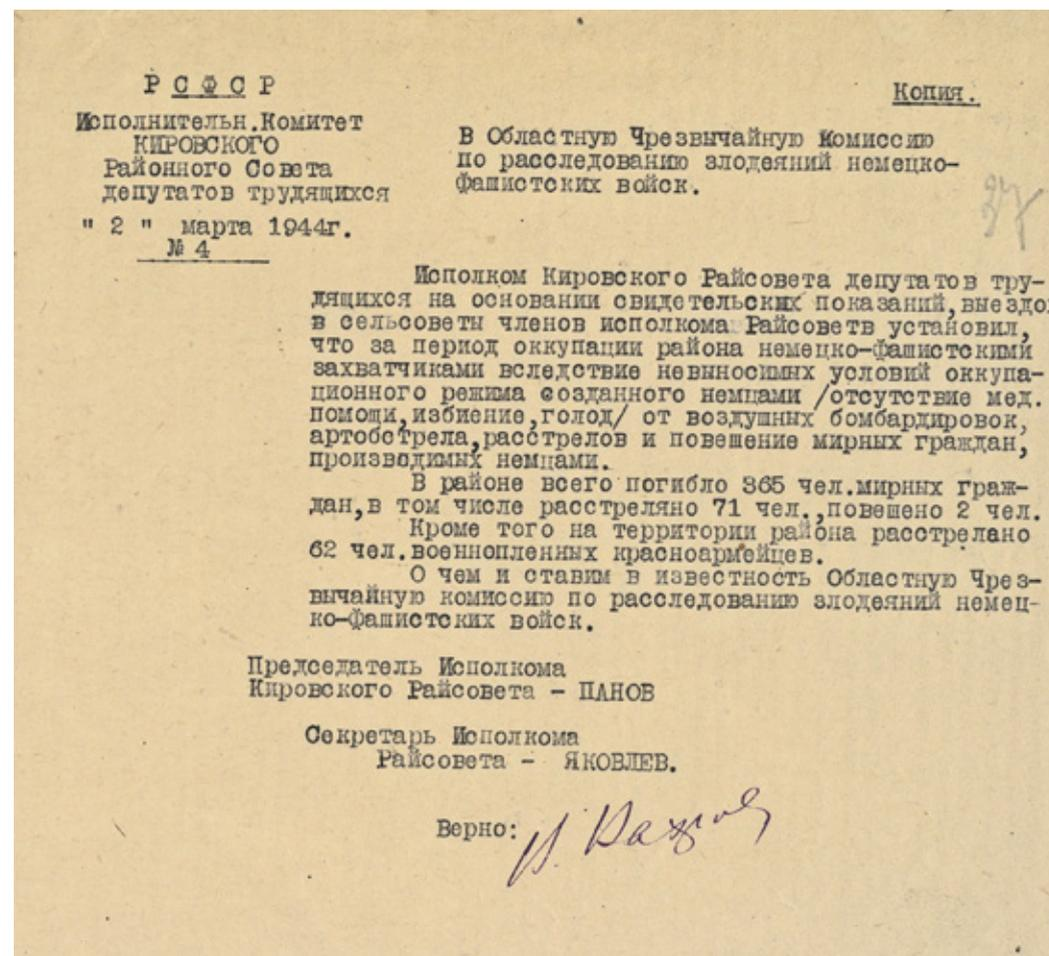 Р С Ф С Р
Исполнительн.Комитет
КИРОВСКОГО
Районного Совета
депутатов трудящихся
" 2 " марта 1944г.
№ 4
Копия.
В Областную Чрезвычайную Комиссию
по расследованию злодеяний немецко-
фашистских войск.
Исполком Кировского Райсовета депутатов тру-
дящихся на основании свидетельских показаний,выездо
в сельсоветы членов исполкома Райсоветв установил,
что за период оккупации района немецко-фашистскими
захватчиками вследствие невыносимых условий оккупа-
ционного режима созданного немцами /отсутствие мед.
помощи,избиение,голод/ от воздушных бомбардировок,
артобстрела,расстрелов и повешение мирных граждан,
производимых немцами.
В районе всего погибло 365 чел.мирных граж-
дан,в том числе расстреляно 71 чел.,повешено 2 чел.
Кроме того на территории района расстрелано
62 чел.военнопленных красноармейцев.
О чем и ставим в известность Областную Чрез-
вычайную комиссию по расследованию злодеяний немец-
ко-фашистских войск.
Председатель Исполкома
Кировского Райсовета - ПАНОВ
Секретарь Исполкома
Райсовета - ЯКОВЛЕВ.
Верно: